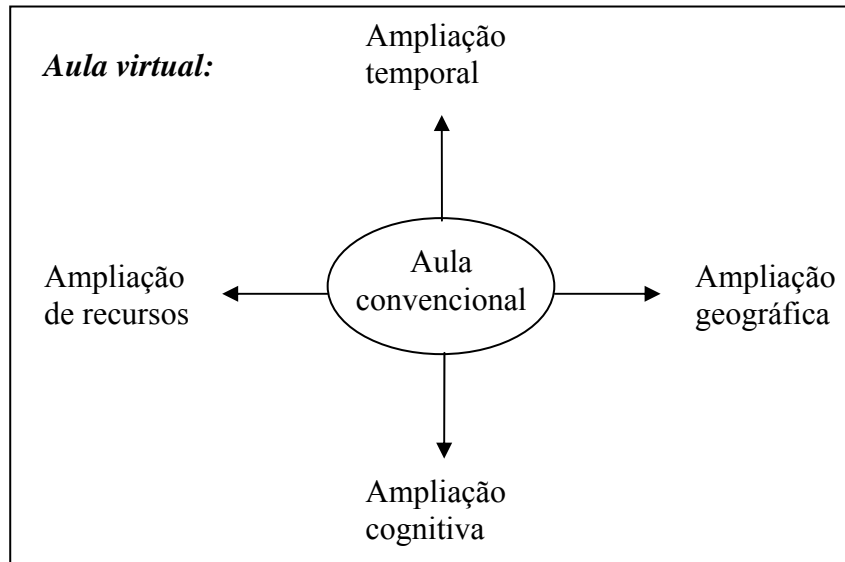 Aula virtual:
Ampliação
temporal
Ampliação
de recursos
Aula
convencional
Ampliação
geográfica
Ampliação
cognitiva